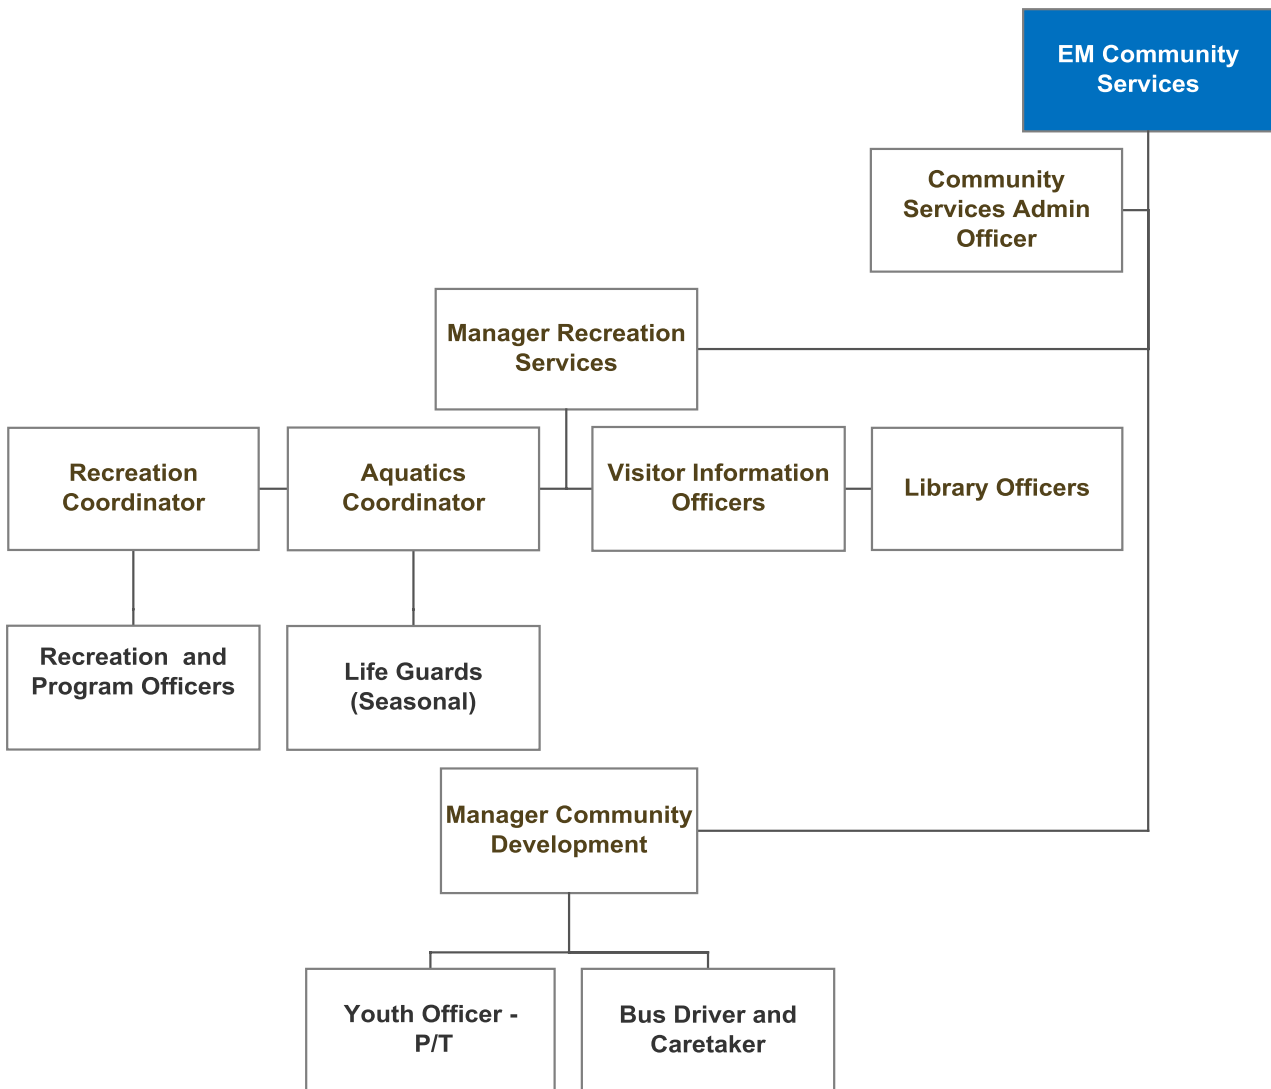 EM Community
Services
Community
Services Admin
Officer
Manager Recreation
Services
Recreation
Coordinator
Aquatics
Coordinator
Visitor Information
Officers
Library Officers
Recreation  and
Program Officers
Life Guards
(Seasonal)
Manager Community
Development
Youth Officer -
P/T
Bus Driver and
Caretaker